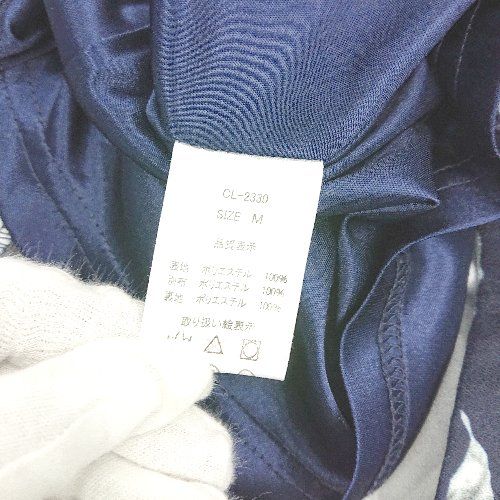 CL-2330
SIZE M
品質表示
表地 ポリエステル 100%
別布 ポリエステル 100%
裏地 ポリエステル 100%
取り扱い絵裏面